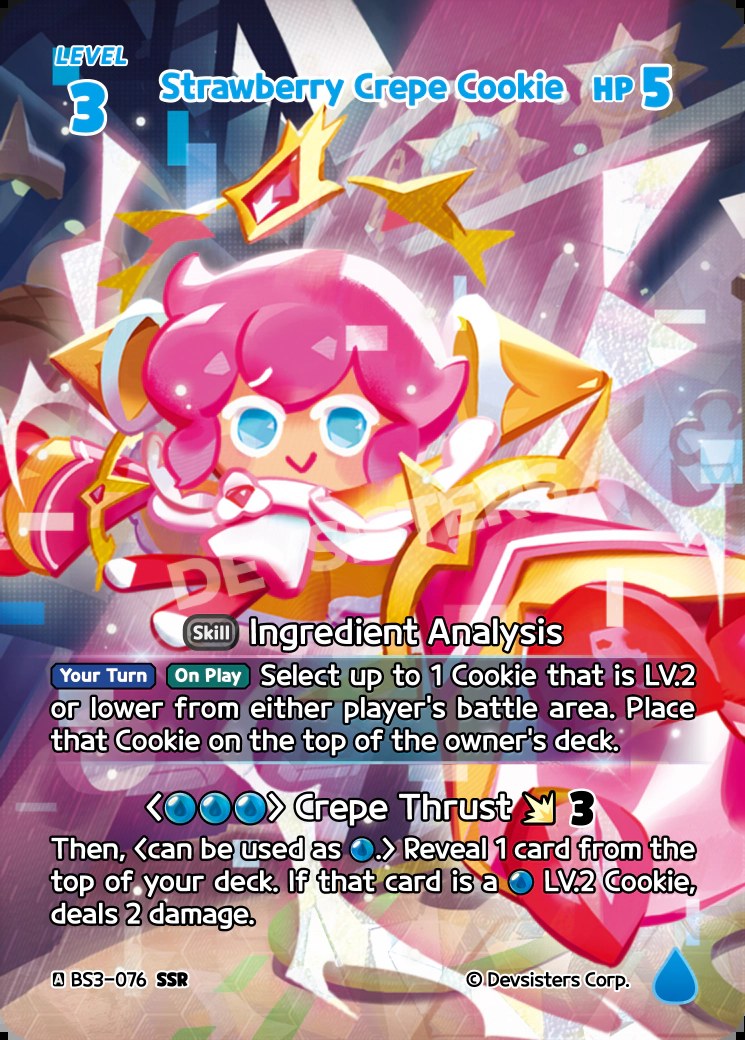 LEVEL
3
Strawberry Crepe Cookie HP 5
DEVSISTERS
Skill Ingredient Analysis
Your Turn On Play Select up to 1 Cookie that is LV.2
or lower from either player's battle area. Place
that Cookie on the top of the owner's deck.
< > Crepe Thrust 3
Then, <can be used as .> Reveal 1 card from the
top of your deck. If that card is a LV.2 Cookie,
deals 2 damage.
A BS3-076 SSR
© Devsisters Corp.